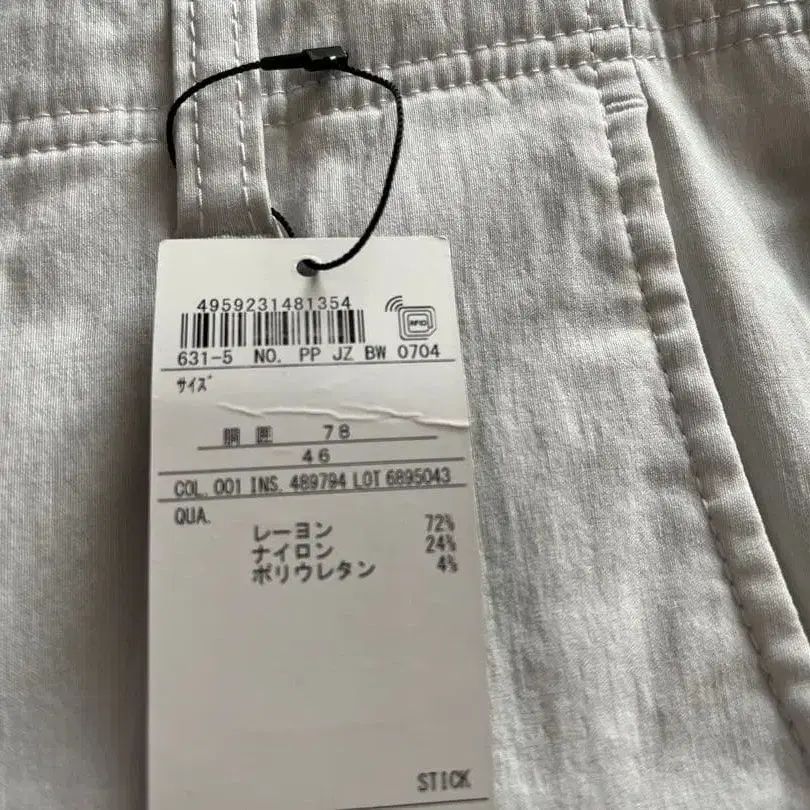 4959231481354
RFID
631-5 NO. PP JZ BW 0704
ｻｲｽﾞ
胴囲 78
46
COL. 001 INS. 489794 LOT 6895043
QUA.
レーヨン 72%
ナイロン 24%
ポリウレタン 4%
STICK